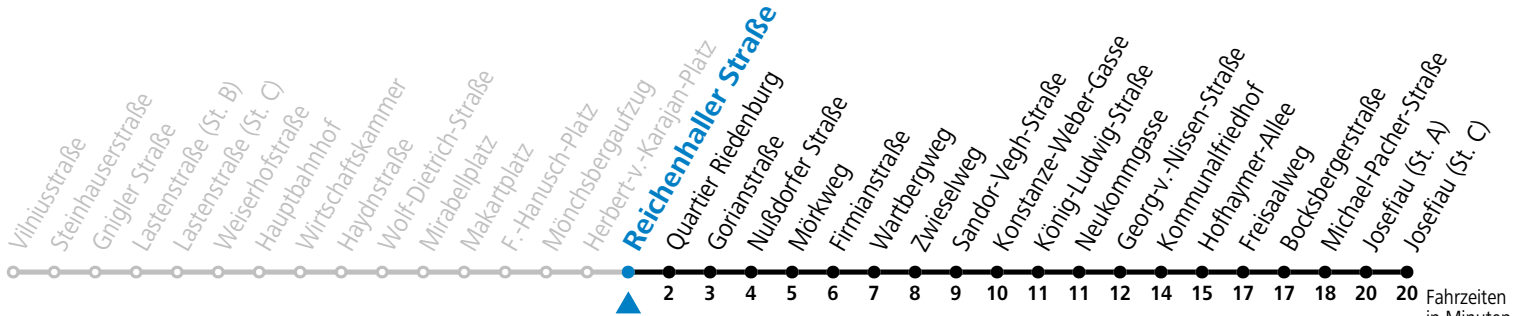 Vilniusstraße
Steinhauserstraße
Gnigler Straße
Lastenstraße (St. B)
Lastenstraße (St. C)
Weiserhofstraße
Hauptbahnhof
Wirtschaftskammer
Haydnstraße
Wolf-Dietrich-Straße
Mirabellplatz
Makartplatz
F.-Hanusch-Platz
Mönchsbergaufzug
Herbert-v.-Karajan-Platz
Reichenhaller Straße
Quartier Riedenburg
Gorianstraße
Nußdorfer Straße
Mörkweg
Firmianstraße
Wartbergweg
Zwieselweg
Sandor-Vegh-Straße
Konstanze-Weber-Gasse
König-Ludwig-Straße
Neukommgasse
Georg-v.-Nissen-Straße
Kommunalfriedhof
Hofhaymer-Allee
Freisaalweg
Bocksbergerstraße
Michael-Pacher-Straße
Josefiau (St. A)
Josefiau (St. C)
2 3 4 5 6 7 8 9 10 11 11 12 14 15 17 17 18 20 20 Fahrzeiten
in Minuten